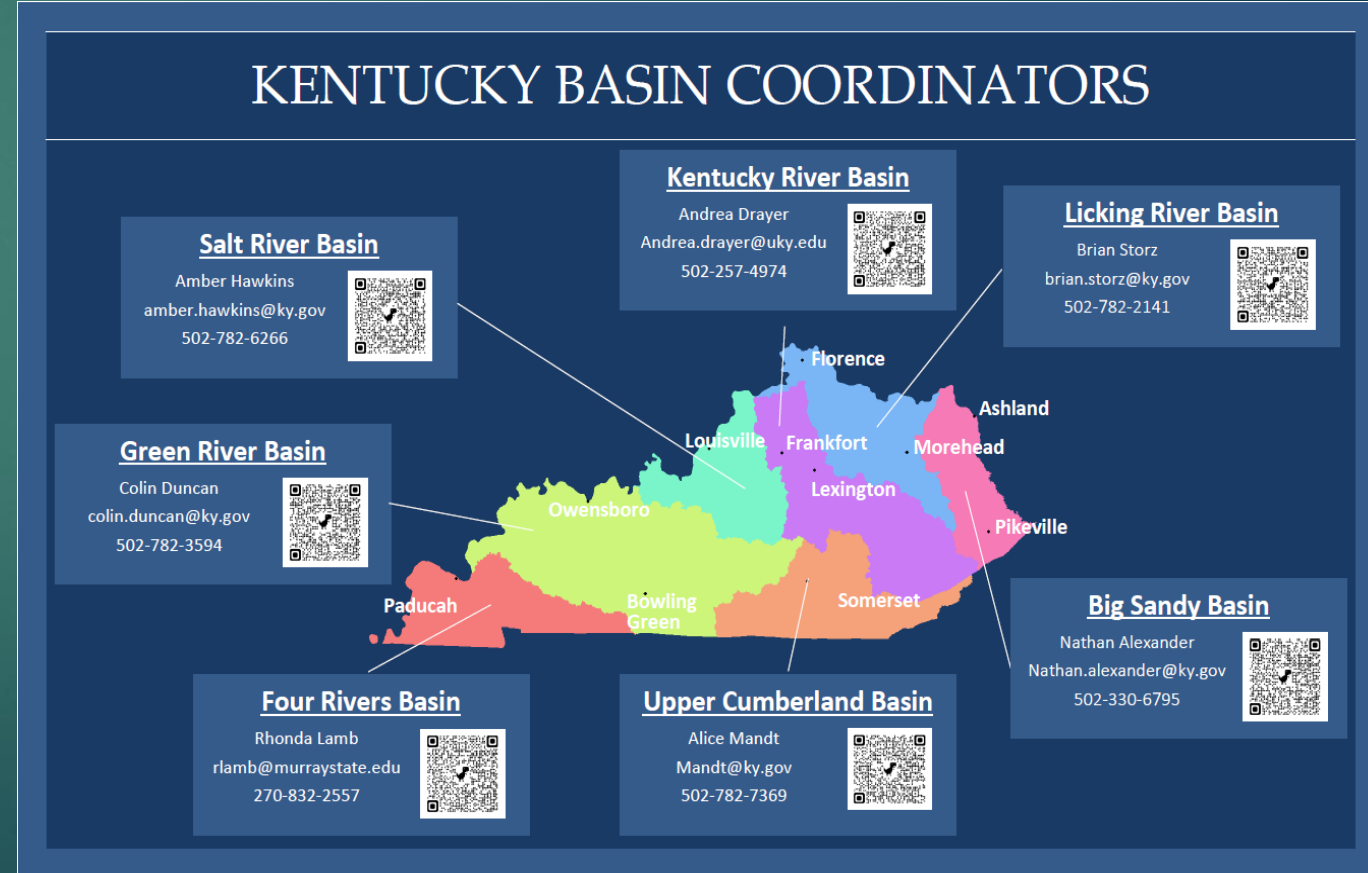 KENTUCKY BASIN COORDINATORS
Kentucky River Basin
Andrea Drayer
Andrea.drayer@uky.edu
502-257-4974
Licking River Basin
Brian Storz
brian.storz@ky.gov
502-782-2141
Salt River Basin
Amber Hawkins
amber.hawkins@ky.gov
502-782-6266
Green River Basin
Colin Duncan
colin.duncan@ky.gov
502-782-3594
Florence
Ashland
Louisville
Frankfort
Morehead
Lexington
Owensboro
Pikeville
Paducah
Bowling
Green
Somerset
Big Sandy Basin
Nathan Alexander
Nathan.alexander@ky.gov
502-330-6795
Four Rivers Basin
Rhonda Lamb
rlamb@murraystate.edu
270-832-2557
Upper Cumberland Basin
Alice Mandt
Mandt@ky.gov
502-782-7369